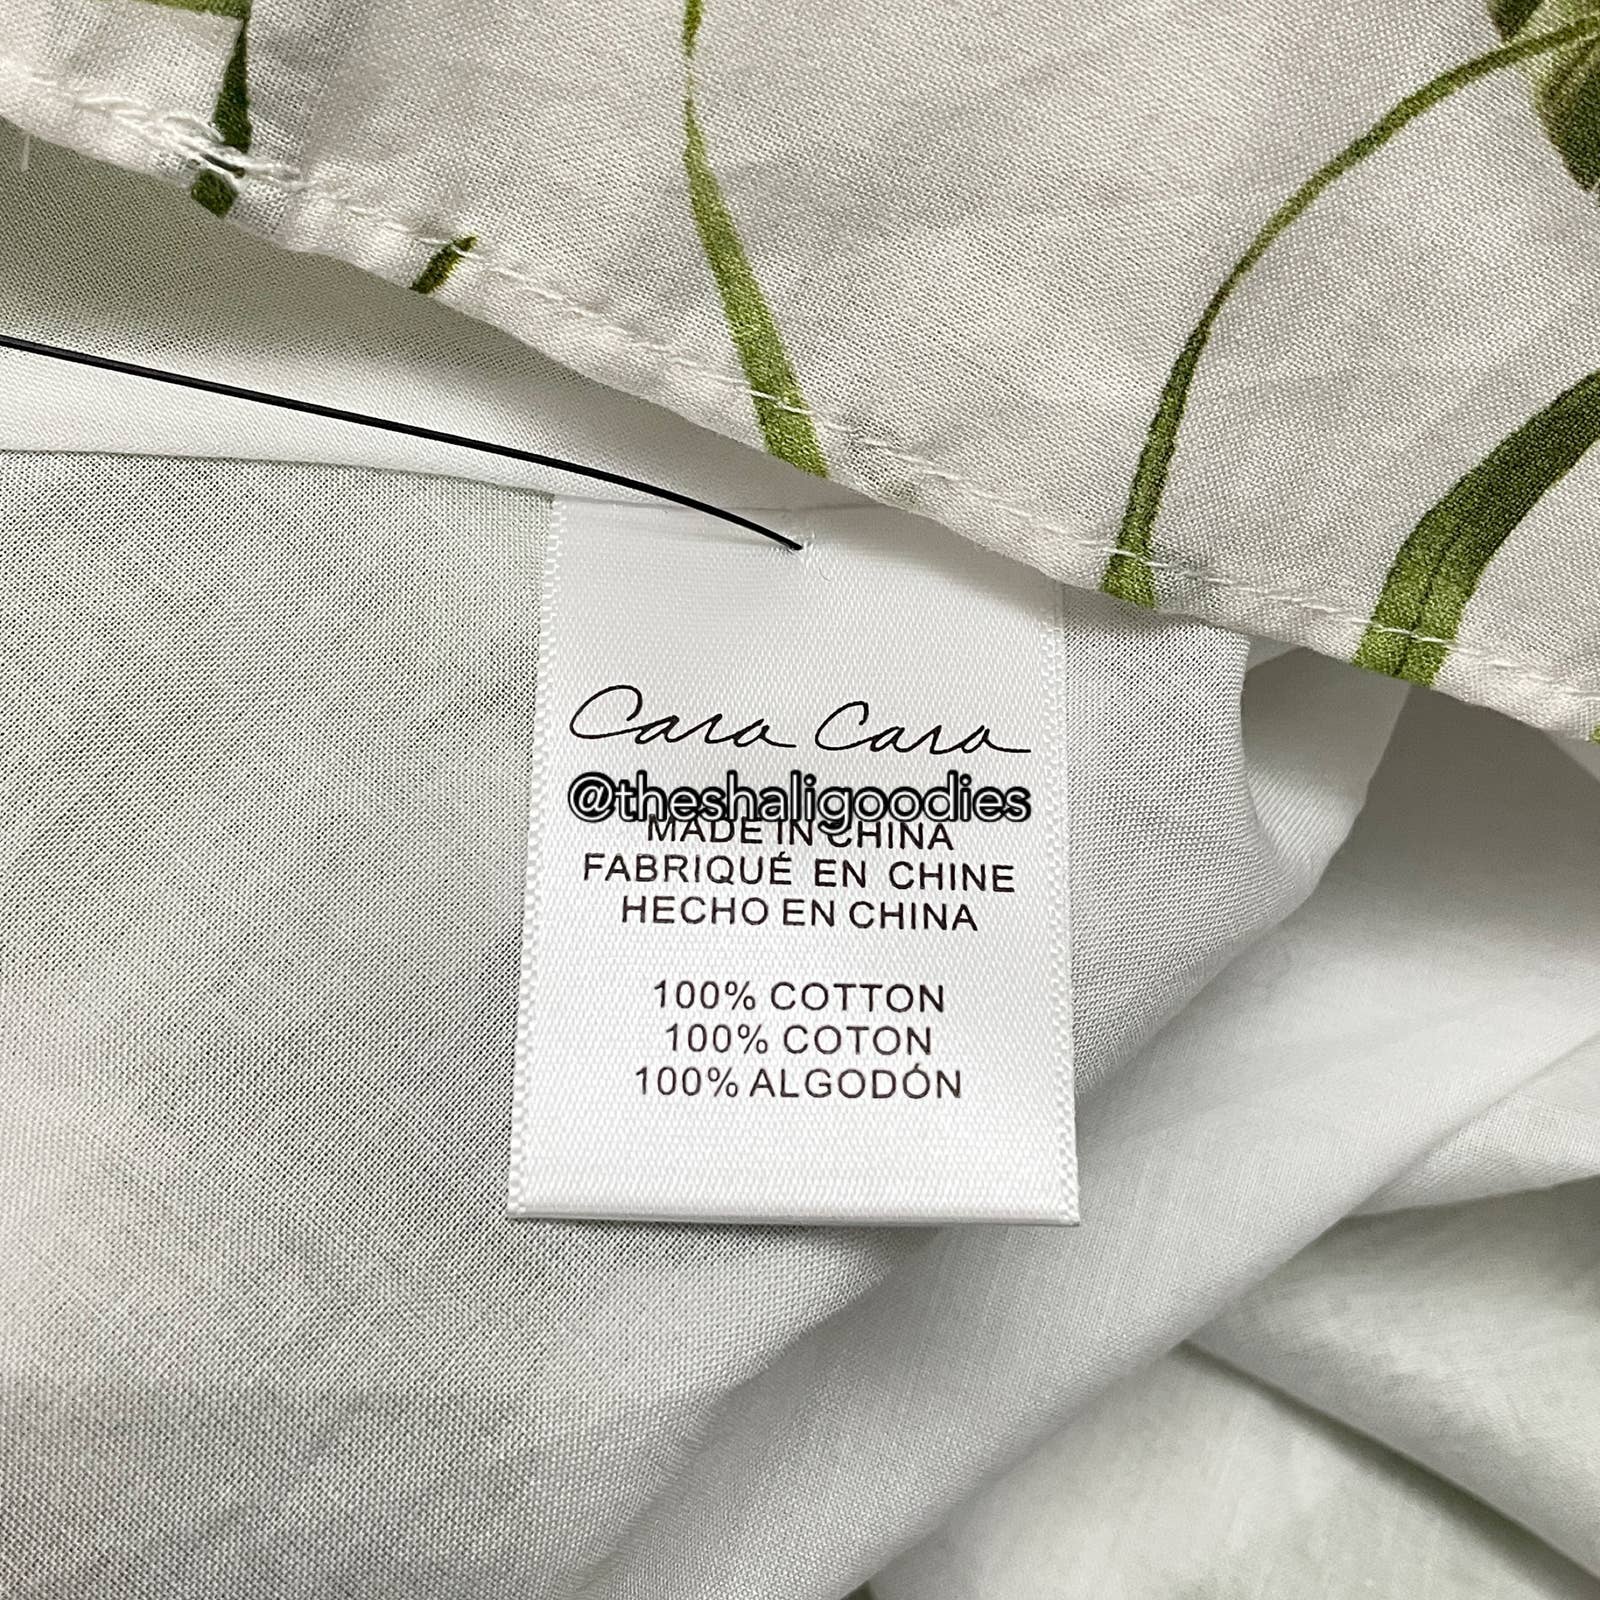 Cara Cara
@theshaligoodies
MADE IN CHINA
FABRIQUÉ EN CHINE
HECHO EN CHINA
100% COTTON
100% COTON
100% ALGODÓN